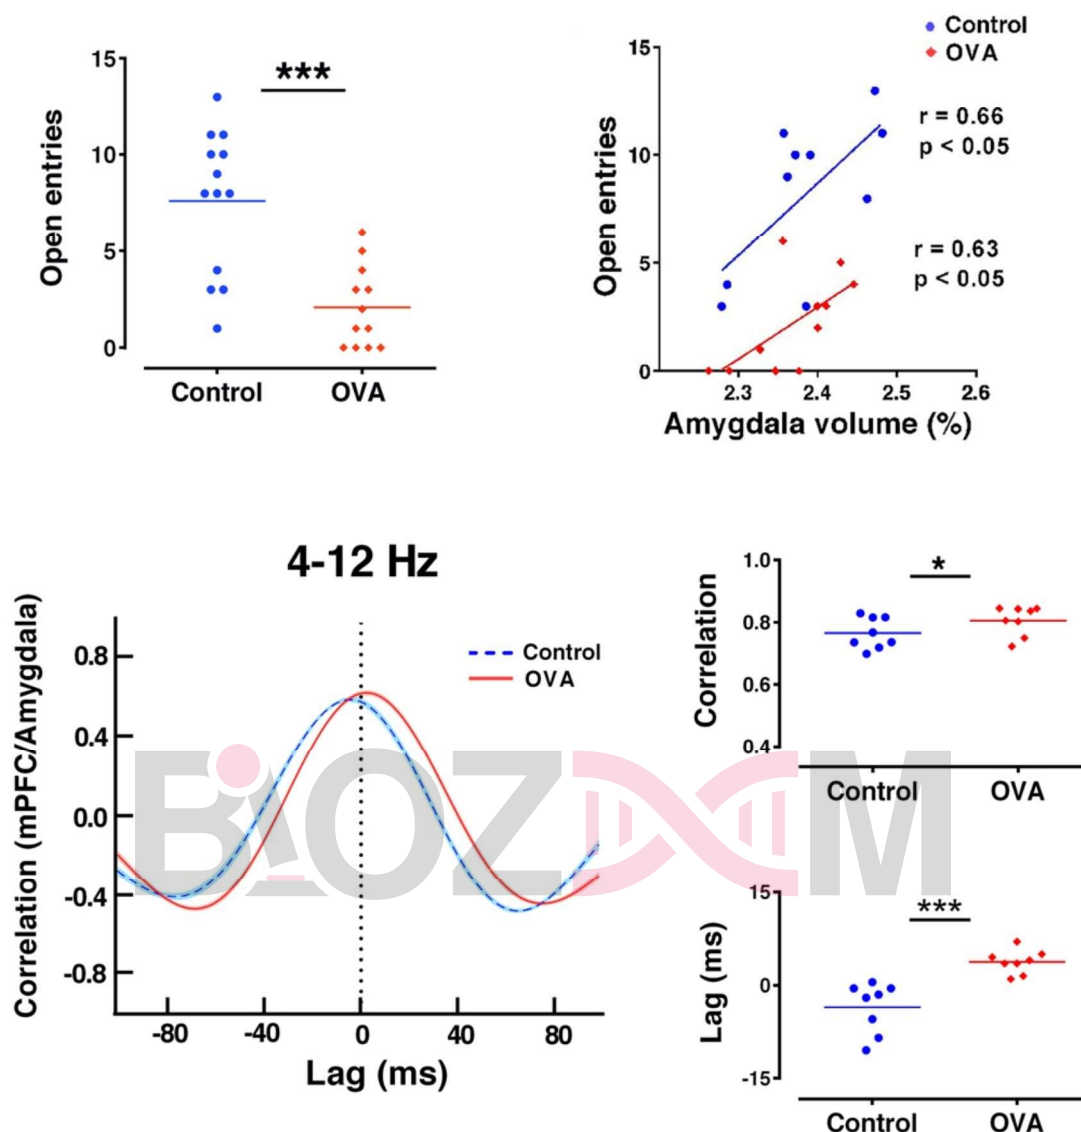 15
10
5
0
Open entries
***
Control
OVA
15
10
5
0
Open entries
Control
OVA
r = 0.66
p < 0.05
r = 0.63
p < 0.05
2.3
2.4
2.5
2.6
Amygdala volume (%)
4-12 Hz
Correlation (mPFC/Amygdala)
0.8
0.4
0.0
-0.4
-0.8
Control
OVA
-80
-40
0
40
80
Lag (ms)
Correlation
1.0
0.8
0.6
0.4
*
Control
OVA
BIOZOOM
Lag (ms)
15
0
-15
***
Control
OVA